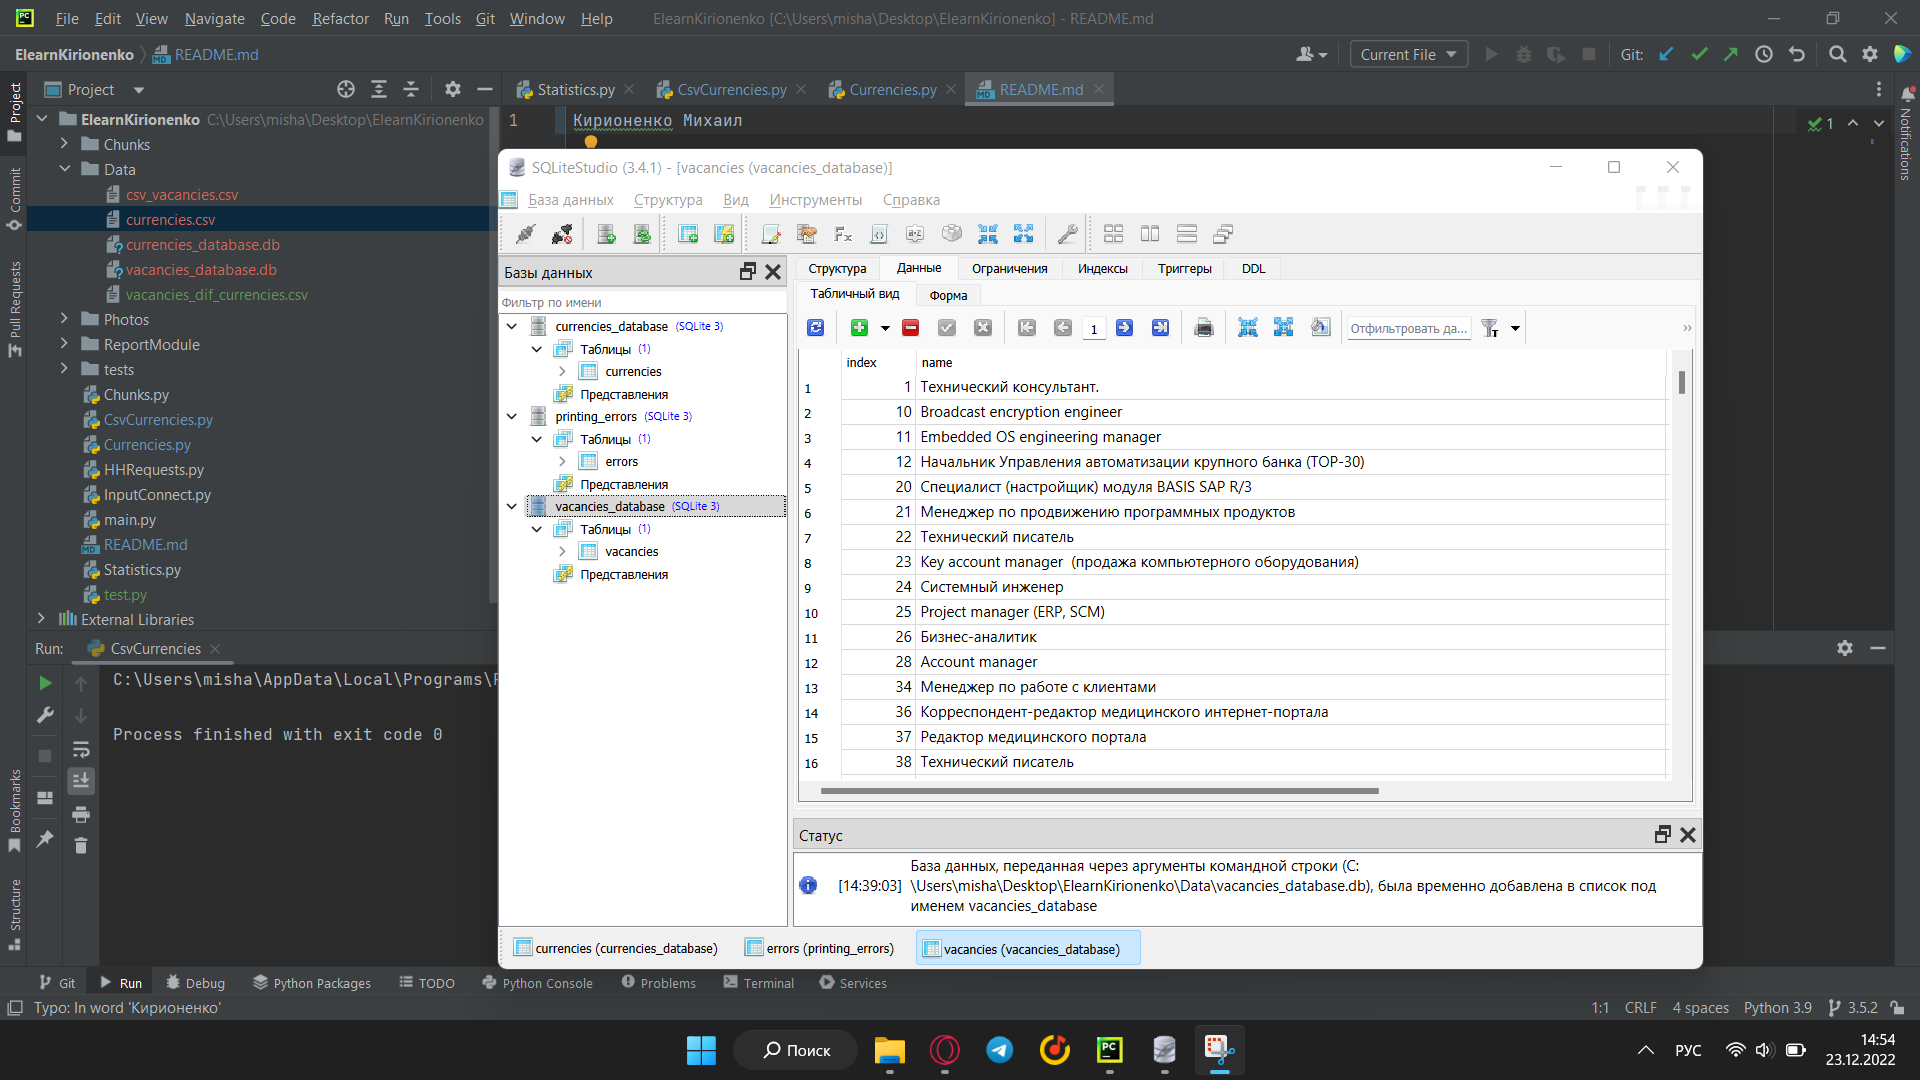 File Edit View Navigate Code Refactor Run Tools Git Window Help ElearnKirionenko [C:\Users\misha\Desktop\ElearnKirionenko] - README.md
ElearnKirionenko README.md
Current File
Git:
Project
Statistics.py
CsvCurrencies.py
Currencies.py
README.md
ElearnKirionenko C:\Users\misha\Desktop\ElearnKirionenko
Chunks
Data
csv_vacancies.csv
currencies.csv
currencies_database.db
vacancies_database.db
vacancies_dif_currencies.csv
Photos
ReportModule
tests
Chunks.py
CsvCurrencies.py
Currencies.py
HHRequests.py
InputConnect.py
main.py
README.md
Statistics.py
test.py
External Libraries
1
Кирионенко Михаил
1
Project
Commit
Pull Requests
Bookmarks
Structure
Notifications
SQLiteStudio (3.4.1) - [vacancies (vacancies_database)]
База данных Структура Вид Инструменты Справка
Базы данных
Фильтр по имени
currencies_database (SQLite 3)
Таблицы (1)
currencies
Представления
printing_errors (SQLite 3)
Таблицы (1)
errors
Представления
vacancies_database (SQLite 3)
Таблицы (1)
vacancies
Представления
Структура Данные Ограничения Индексы Триггеры DDL
Табличный вид Форма
1
Отфильтровать да...
index name
1 1 Технический консультант.
2 10 Broadcast encryption engineer
3 11 Embedded OS engineering manager
4 12 Начальник Управления автоматизации крупного банка (TOP-30)
5 20 Специалист (настройщик) модуля BASIS SAP R/3
6 21 Менеджер по продвижению программных продуктов
7 22 Технический писатель
8 23 Key account manager (продажа компьютерного оборудования)
9 24 Системный инженер
10 25 Project manager (ERP, SCM)
11 26 Бизнес-аналитик
12 28 Account manager
13 34 Менеджер по работе с клиентами
14 36 Корреспондент-редактор медицинского интернет-портала
15 37 Редактор медицинского портала
16 38 Технический писатель
Статус
[14:39:03] База данных, переданная через аргументы командной строки (C:
\Users\misha\Desktop\ElearnKirionenko\Data\vacancies_database.db), была временно добавлена в список под
именем vacancies_database
currencies (currencies_database) errors (printing_errors) vacancies (vacancies_database)
Run: CsvCurrencies
C:\Users\misha\AppData\Local\Programs\
Process finished with exit code 0
Git Run Debug Python Packages TODO Python Console Problems Terminal Services
Typo: In word 'Кирионенко'
1:1 CRLF 4 spaces Python 3.9 3.5.2
Поиск
РУС
14:54
23.12.2022